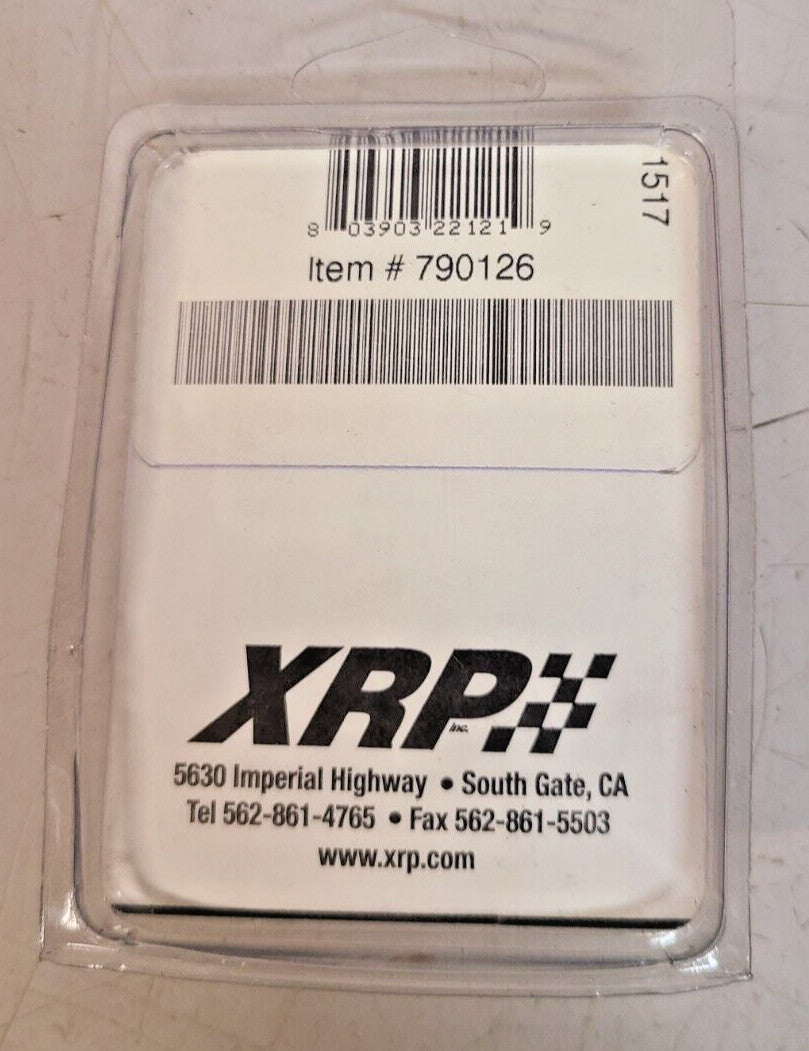 1517
8 03903 22121 9
Item # 790126
XRP inc.
5630 Imperial Highway • South Gate, CA
Tel 562-861-4765 • Fax 562-861-5503
www.xrp.com